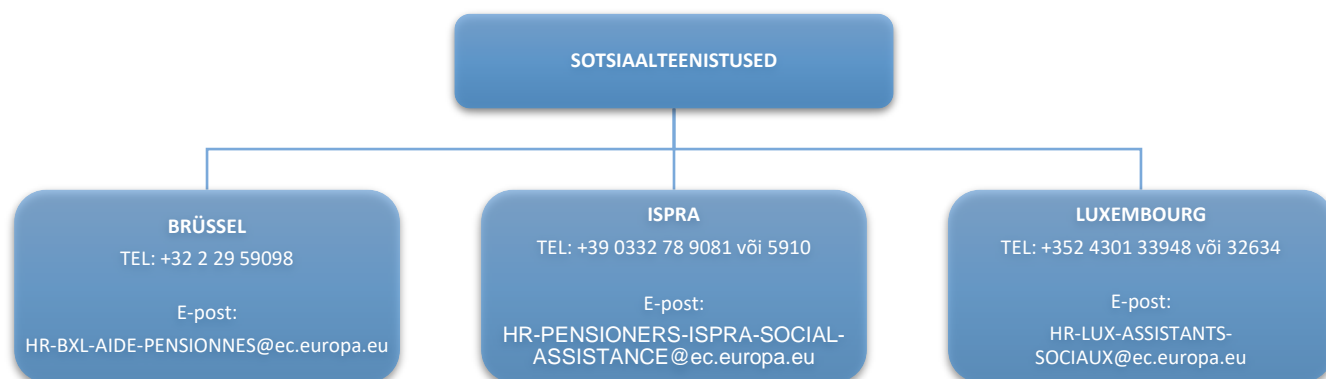 SOTSIAALTEENISTUSED
BRÜSSEL
TEL: +32 2 29 59098
E-post:
HR-BXL-AIDE-PENSIONNES@ec.europa.eu
ISPRA
TEL: +39 0332 78 9081 või 5910
E-post:
HR-PENSIONERS-ISPRA-SOCIAL-
ASSISTANCE@ec.europa.eu
LUXEMBOURG
TEL: +352 4301 33948 või 32634
E-post:
HR-LUX-ASSISTANTS-
SOCIAUX@ec.europa.eu